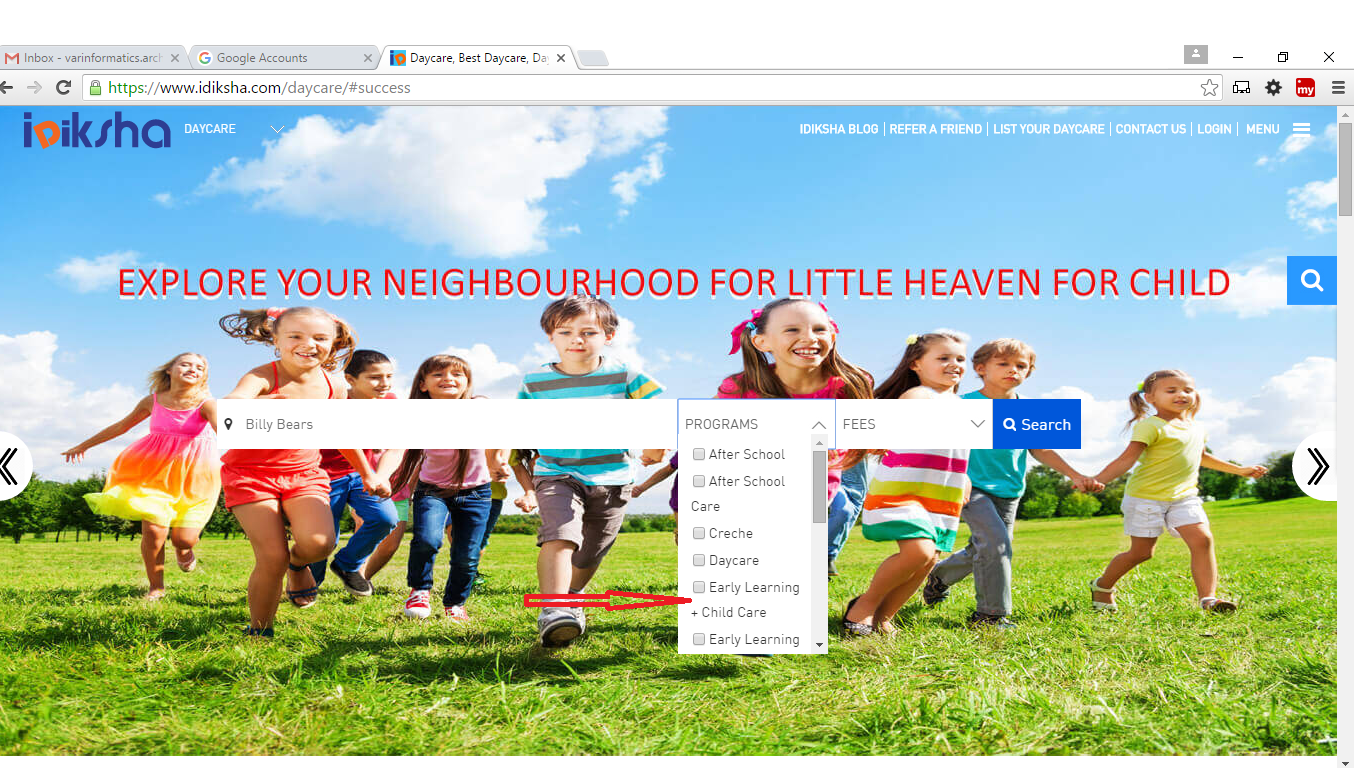 Inbox - varinformatics.arch
Google Accounts
Daycare, Best Daycare, Da
https://www.idiksha.com/daycare/#success
my
iDiksha
DAYCARE
IDIKSHA BLOG | REFER A FRIEND | LIST YOUR DAYCARE | CONTACT US | LOGIN | MENU
EXPLORE YOUR NEIGHBOURHOOD FOR LITTLE HEAVEN FOR CHILD
Billy Bears
PROGRAMS
FEES
Search
After School
After School
Care
Creche
Daycare
Early Learning
+ Child Care
Early Learning